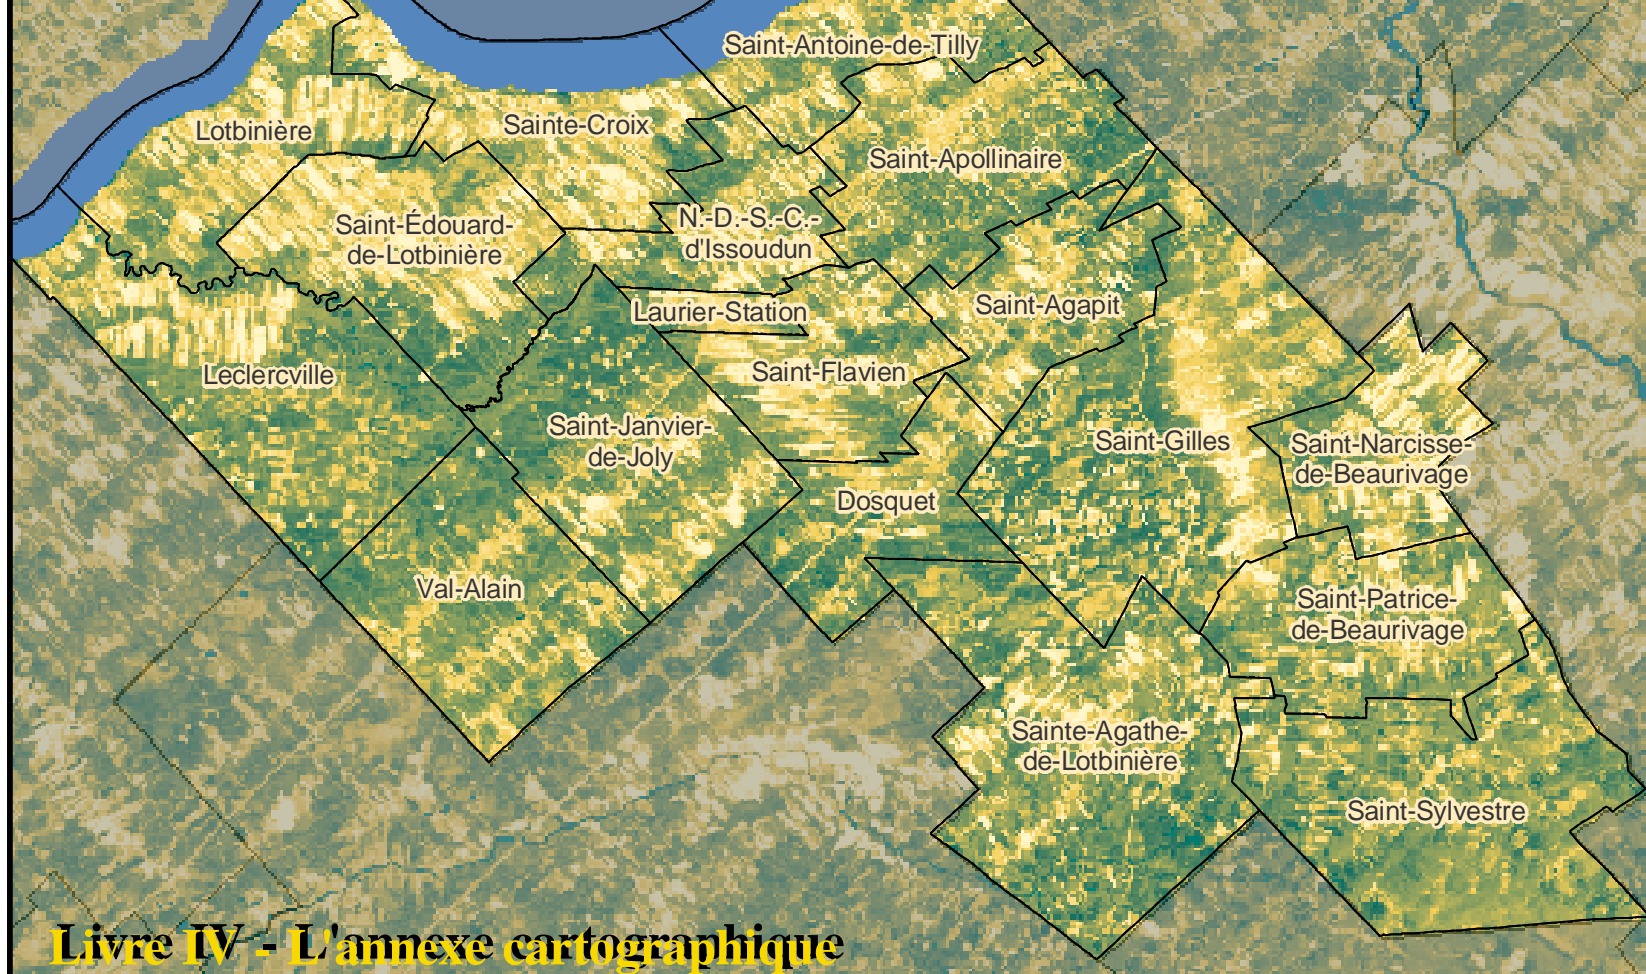 Saint-Antoine-de-Tilly
Lotbinière
Sainte-Croix
Saint-Apollinaire
Saint-Édouard-
de-Lotbinière
N.-D.-S.-C.-
d'Issoudun
Saint-Agapit
Laurier-Station
Leclercville
Saint-Flavien
Saint-Janvier-
de-Joly
Saint-Gilles
Saint-Narcisse-
de-Beaurivage
Dosquet
Val-Alain
Saint-Patrice-
de-Beaurivage
Sainte-Agathe-
de-Lotbinière
Saint-Sylvestre
Livre IV - L'annexe cartographique